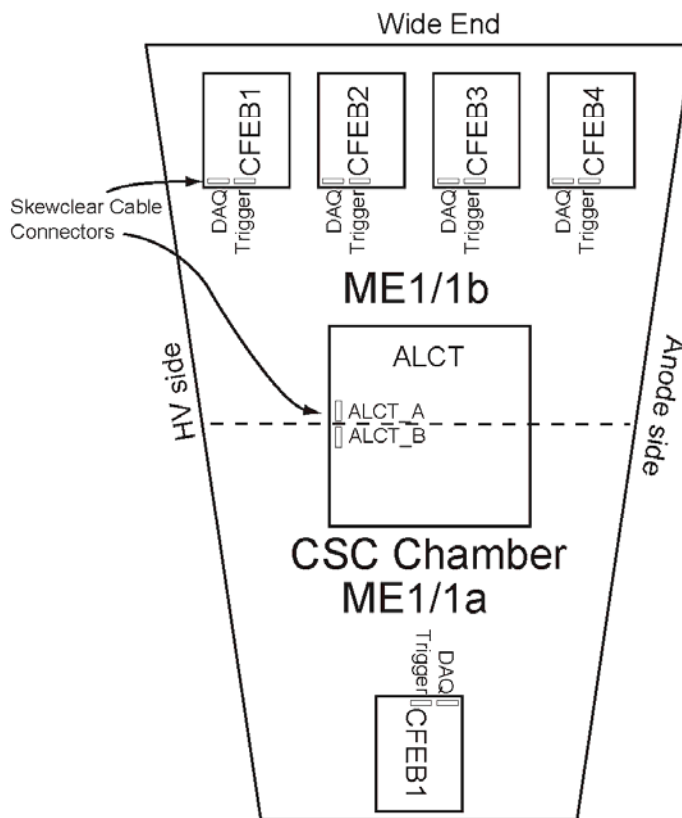 Wide End
CFEB1
CFEB2
CFEB3
CFEB4
DAQ
Trigger
DAQ
Trigger
DAQ
Trigger
DAQ
Trigger
Skewclear Cable
Connectors
ME1/1b
HV side
Anode side
ALCT
ALCT_A
ALCT_B
CSC Chamber
ME1/1a
Trigger
DAQ
CFEB1